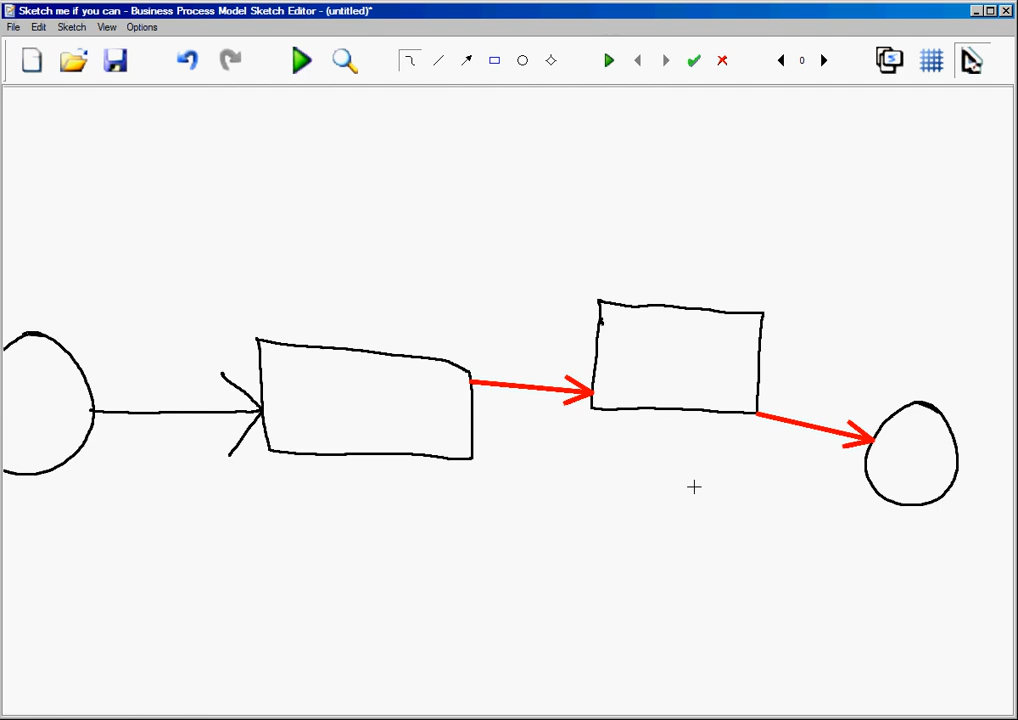 Sketch me if you can - Business Process Model Sketch Editor - (untitled)*
File Edit Sketch View Options
0